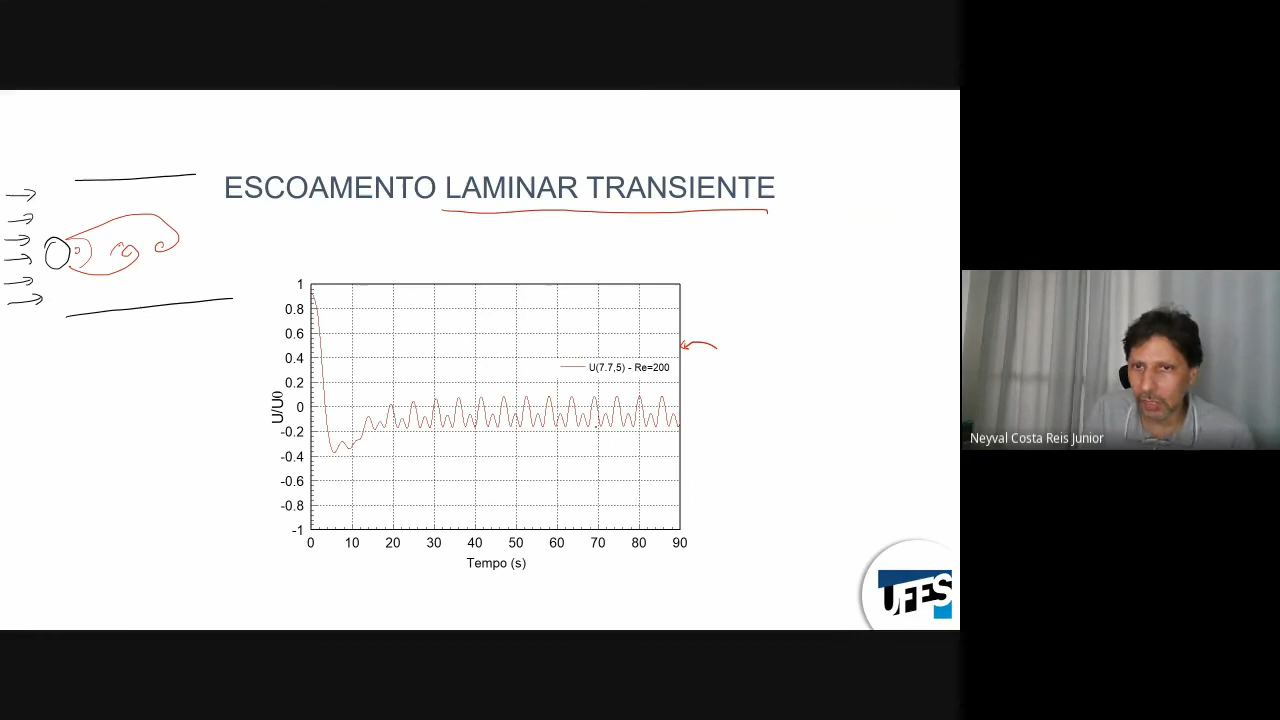 ESCOAMENTO LAMINAR TRANSIENTE
1
0.8
0.6
0.4
U(7.7,5) - Re=200
0.2
0
-0.2
-0.4
-0.6
-0.8
-1
U/U0
0 10 20 30 40 50 60 70 80 90
Tempo (s)
Neyval Costa Reis Junior
UFES